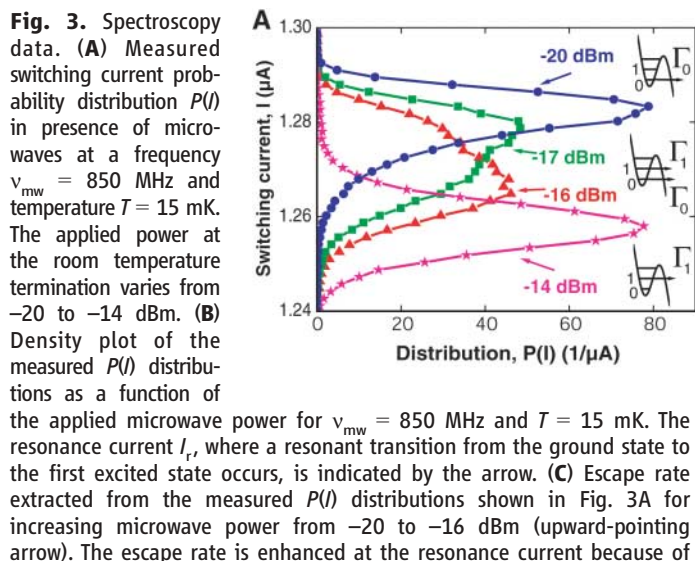 Fig. 3. Spectroscopy
data. (A) Measured
switching current prob-
ability distribution P(I)
in presence of micro-
waves at a frequency
ν_mw = 850 MHz and
temperature T = 15 mK.
The applied power at
the room temperature
termination varies from
–20 to –14 dBm. (B)
Density plot of the
measured P(I) distribu-
tions as a function of
the applied microwave power for ν_mw = 850 MHz and T = 15 mK. The
resonance current I_r, where a resonant transition from the ground state to
the first excited state occurs, is indicated by the arrow. (C) Escape rate
extracted from the measured P(I) distributions shown in Fig. 3A for
increasing microwave power from –20 to –16 dBm (upward-pointing
arrow). The escape rate is enhanced at the resonance current because of
A
Switching current, I (µA)
1.30
1.28
1.26
1.24
0
20
40
60
80
Distribution, P(I) (1/µA)
-20 dBm
-17 dBm
-16 dBm
-14 dBm
1
0
Γ0
1
0
Γ1
Γ0
1
0
Γ1